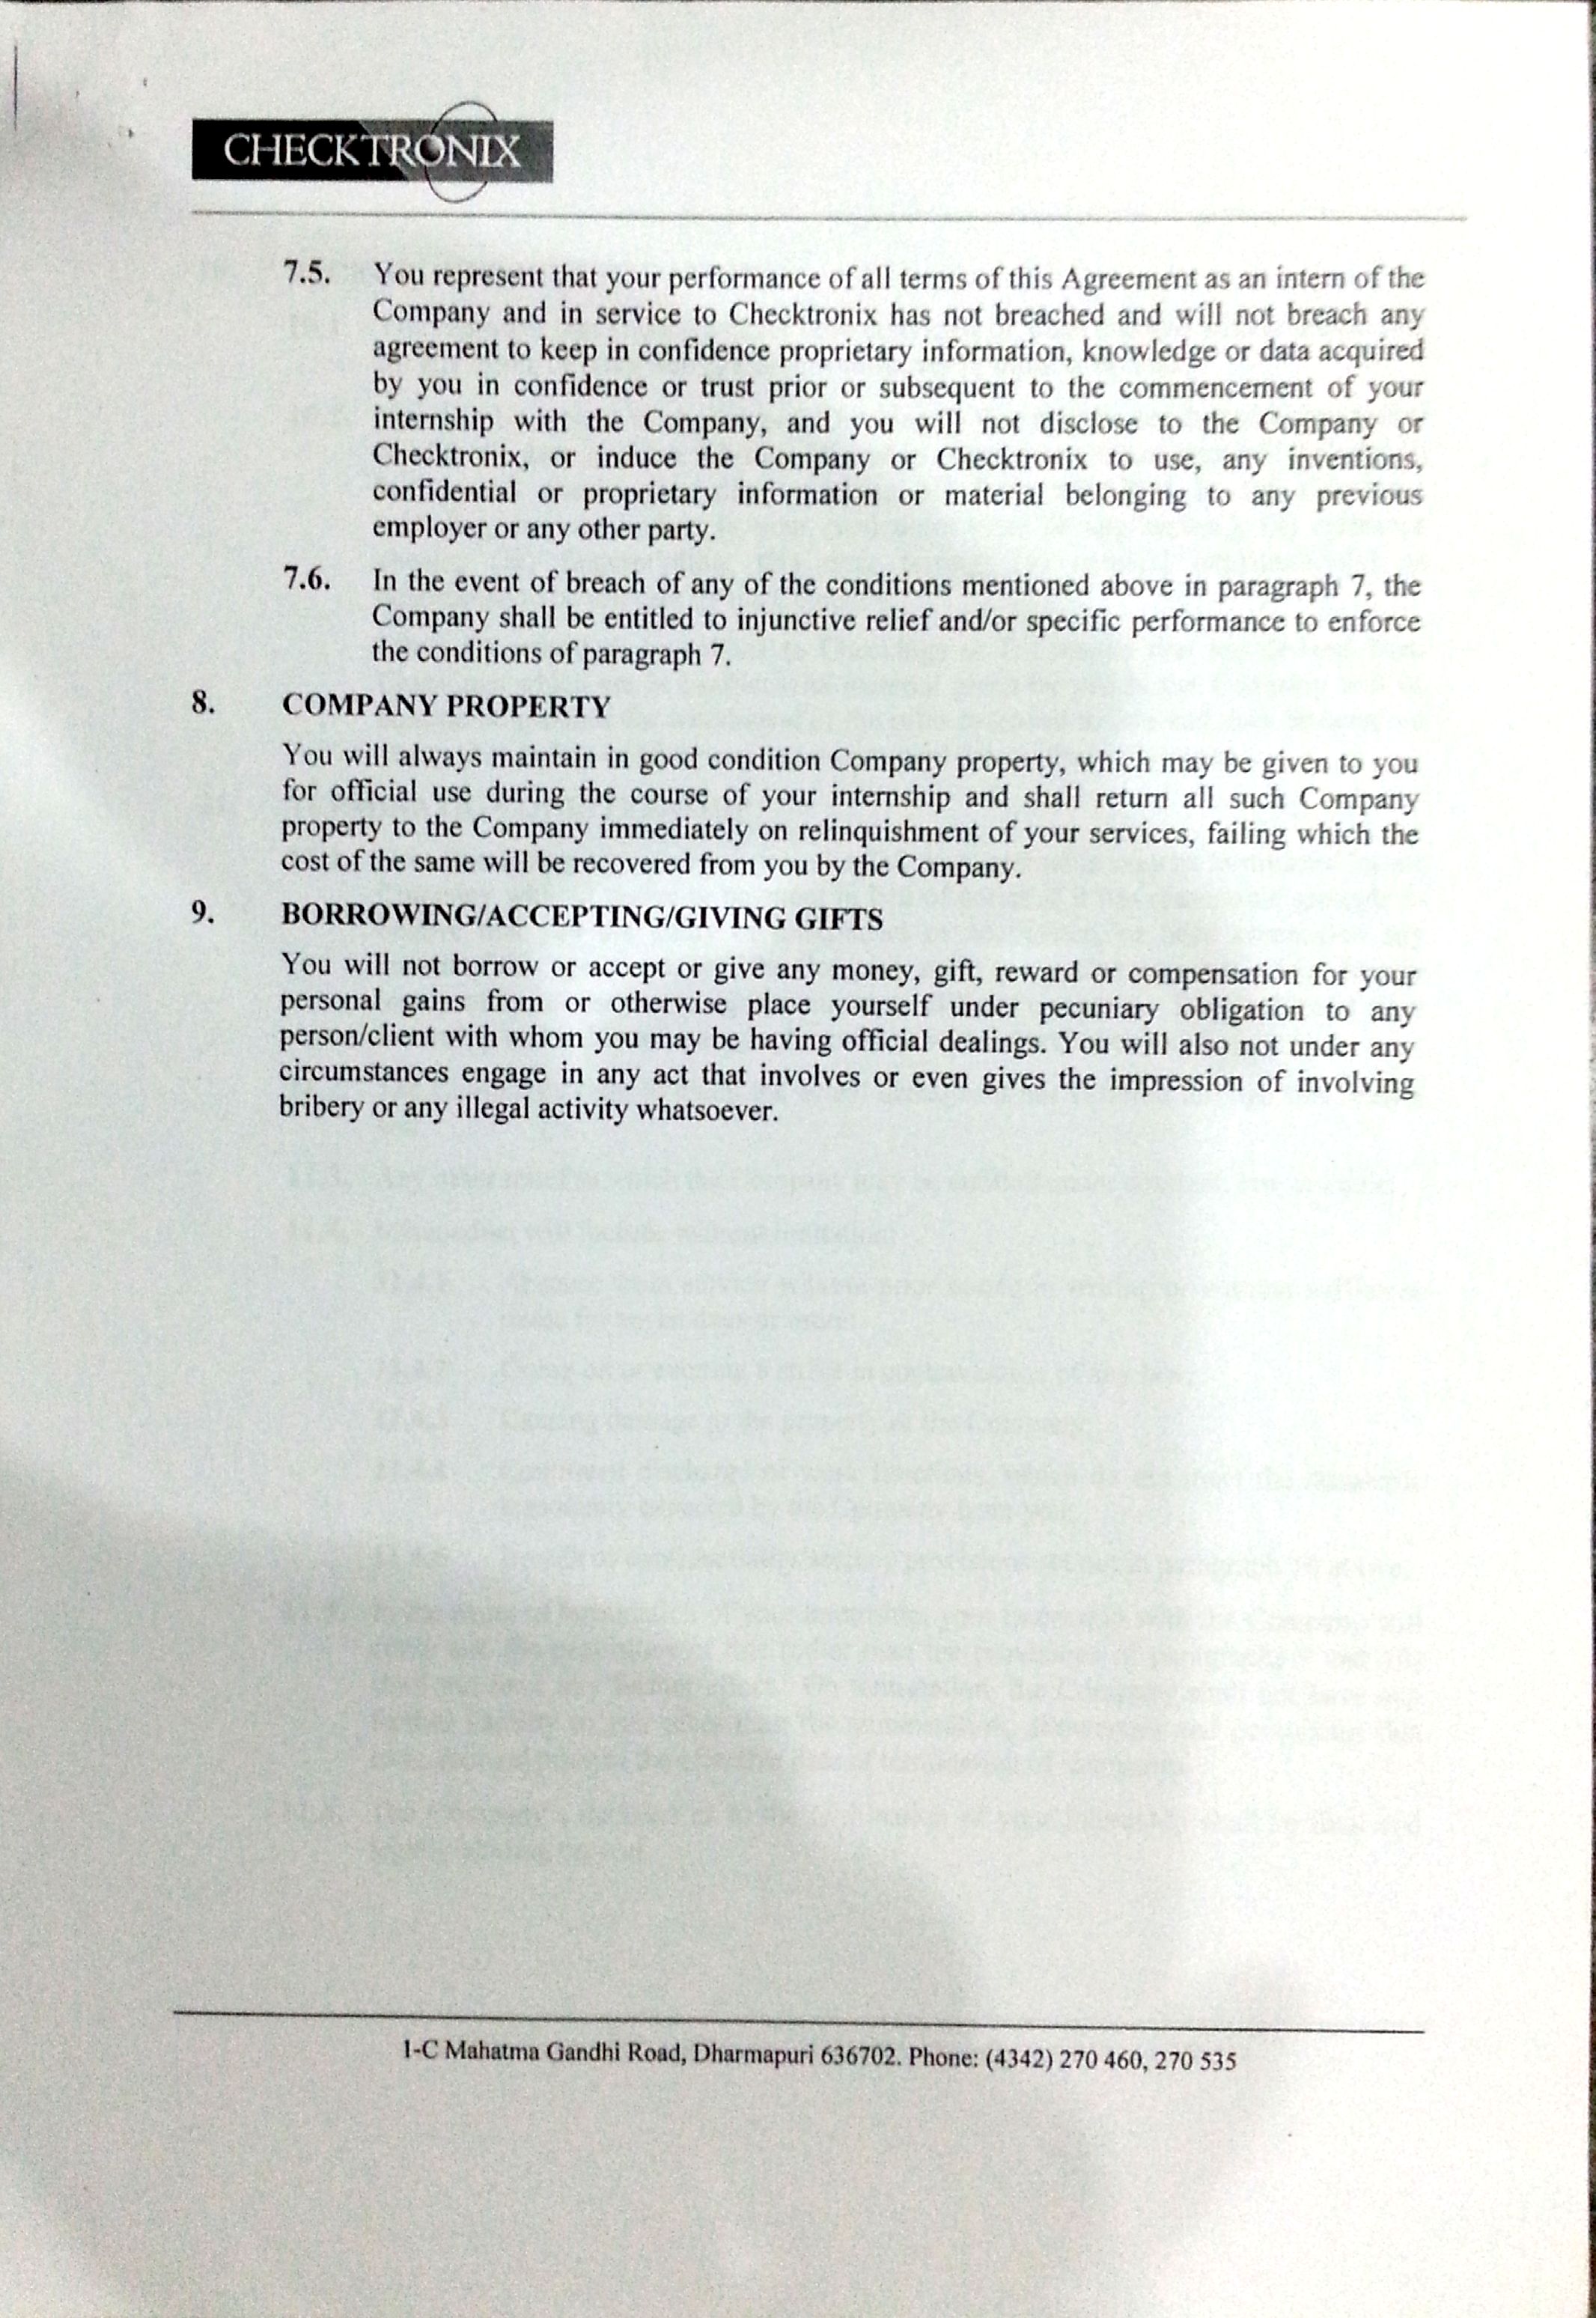 CHECKTRONIX
7.5. You represent that your performance of all terms of this Agreement as an intern of the
Company and in service to Checktronix has not breached and will not breach any
agreement to keep in confidence proprietary information, knowledge or data acquired
by you in confidence or trust prior or subsequent to the commencement of your
internship with the Company, and you will not disclose to the Company or
Checktronix, or induce the Company or Checktronix to use, any inventions,
confidential or proprietary information or material belonging to any previous
employer or any other party.
7.6. In the event of breach of any of the conditions mentioned above in paragraph 7, the
Company shall be entitled to injunctive relief and/or specific performance to enforce
the conditions of paragraph 7.
8. COMPANY PROPERTY
You will always maintain in good condition Company property, which may be given to you
for official use during the course of your internship and shall return all such Company
property to the Company immediately on relinquishment of your services, failing which the
cost of the same will be recovered from you by the Company.
9. BORROWING/ACCEPTING/GIVING GIFTS
You will not borrow or accept or give any money, gift, reward or compensation for your
personal gains from or otherwise place yourself under pecuniary obligation to any
person/client with whom you may be having official dealings. You will also not under any
circumstances engage in any act that involves or even gives the impression of involving
bribery or any illegal activity whatsoever.
1-C Mahatma Gandhi Road, Dharmapuri 636702. Phone: (4342) 270 460, 270 535